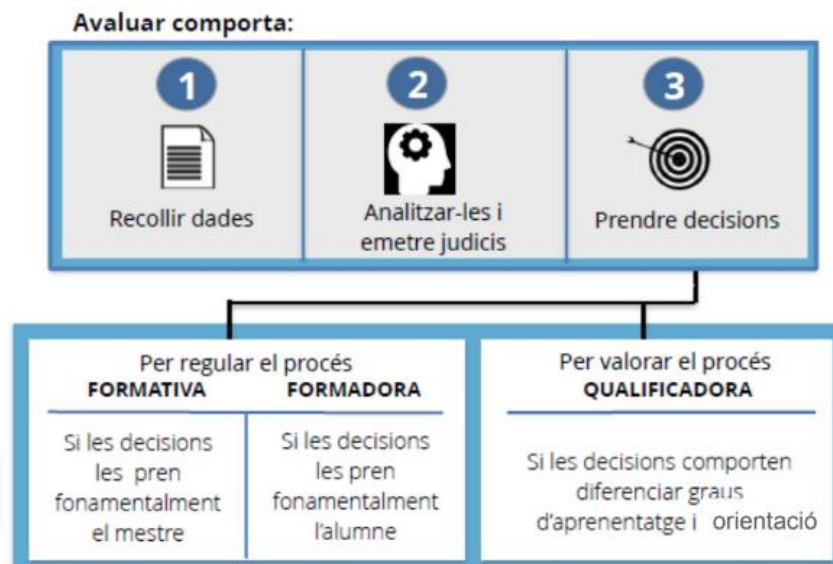 Avaluar comporta:
1
2
3
Recollir dades
Analitzar-les i
emetre judicis
Prendre decisions
Per regular el procés
FORMATIVA
FORMADORA
Si les decisions
les pren
fonamentalment
el mestre
Si les decisions
les pren
fonamentalment
l'alumne
Per valorar el procés
QUALIFICADORA
Si les decisions comporten
diferenciar graus
d'aprenentatge i orientació